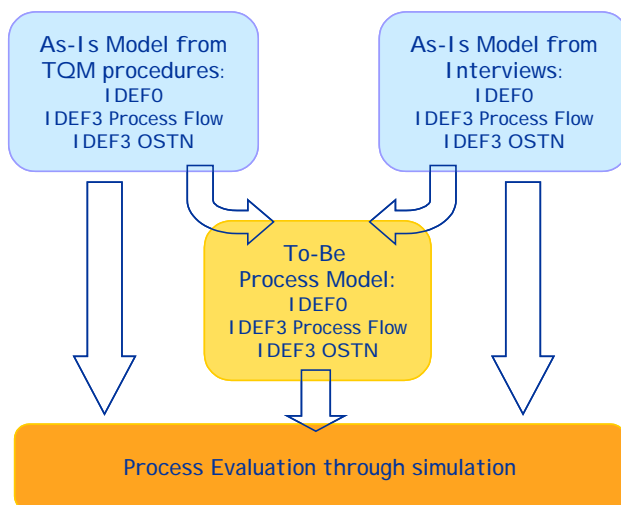 As-Is Model from
TQM procedures:
IDEF0
IDEF3 Process Flow
IDEF3 OSTN
As-Is Model from
Interviews:
IDEF0
IDEF3 Process Flow
IDEF3 OSTN
To-Be
Process Model:
IDEF0
IDEF3 Process Flow
IDEF3 OSTN
Process Evaluation through simulation